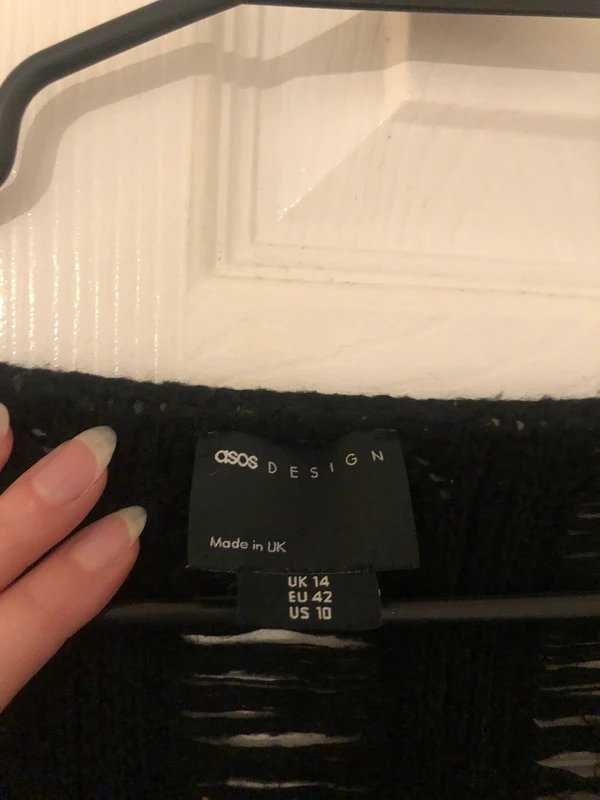 asos DESIGN
Made in UK
UK 14
EU 42
US 10